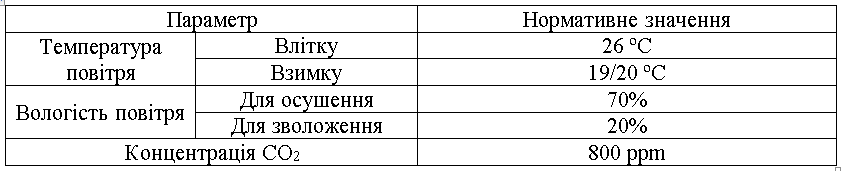 Параметр Нормативне значення
Температура повітря Влітку 26 °С
Взимку 19/20 °С
Вологість повітря Для осушення 70%
Для зволоження 20%
Концентрація СО₂ 800 ppm